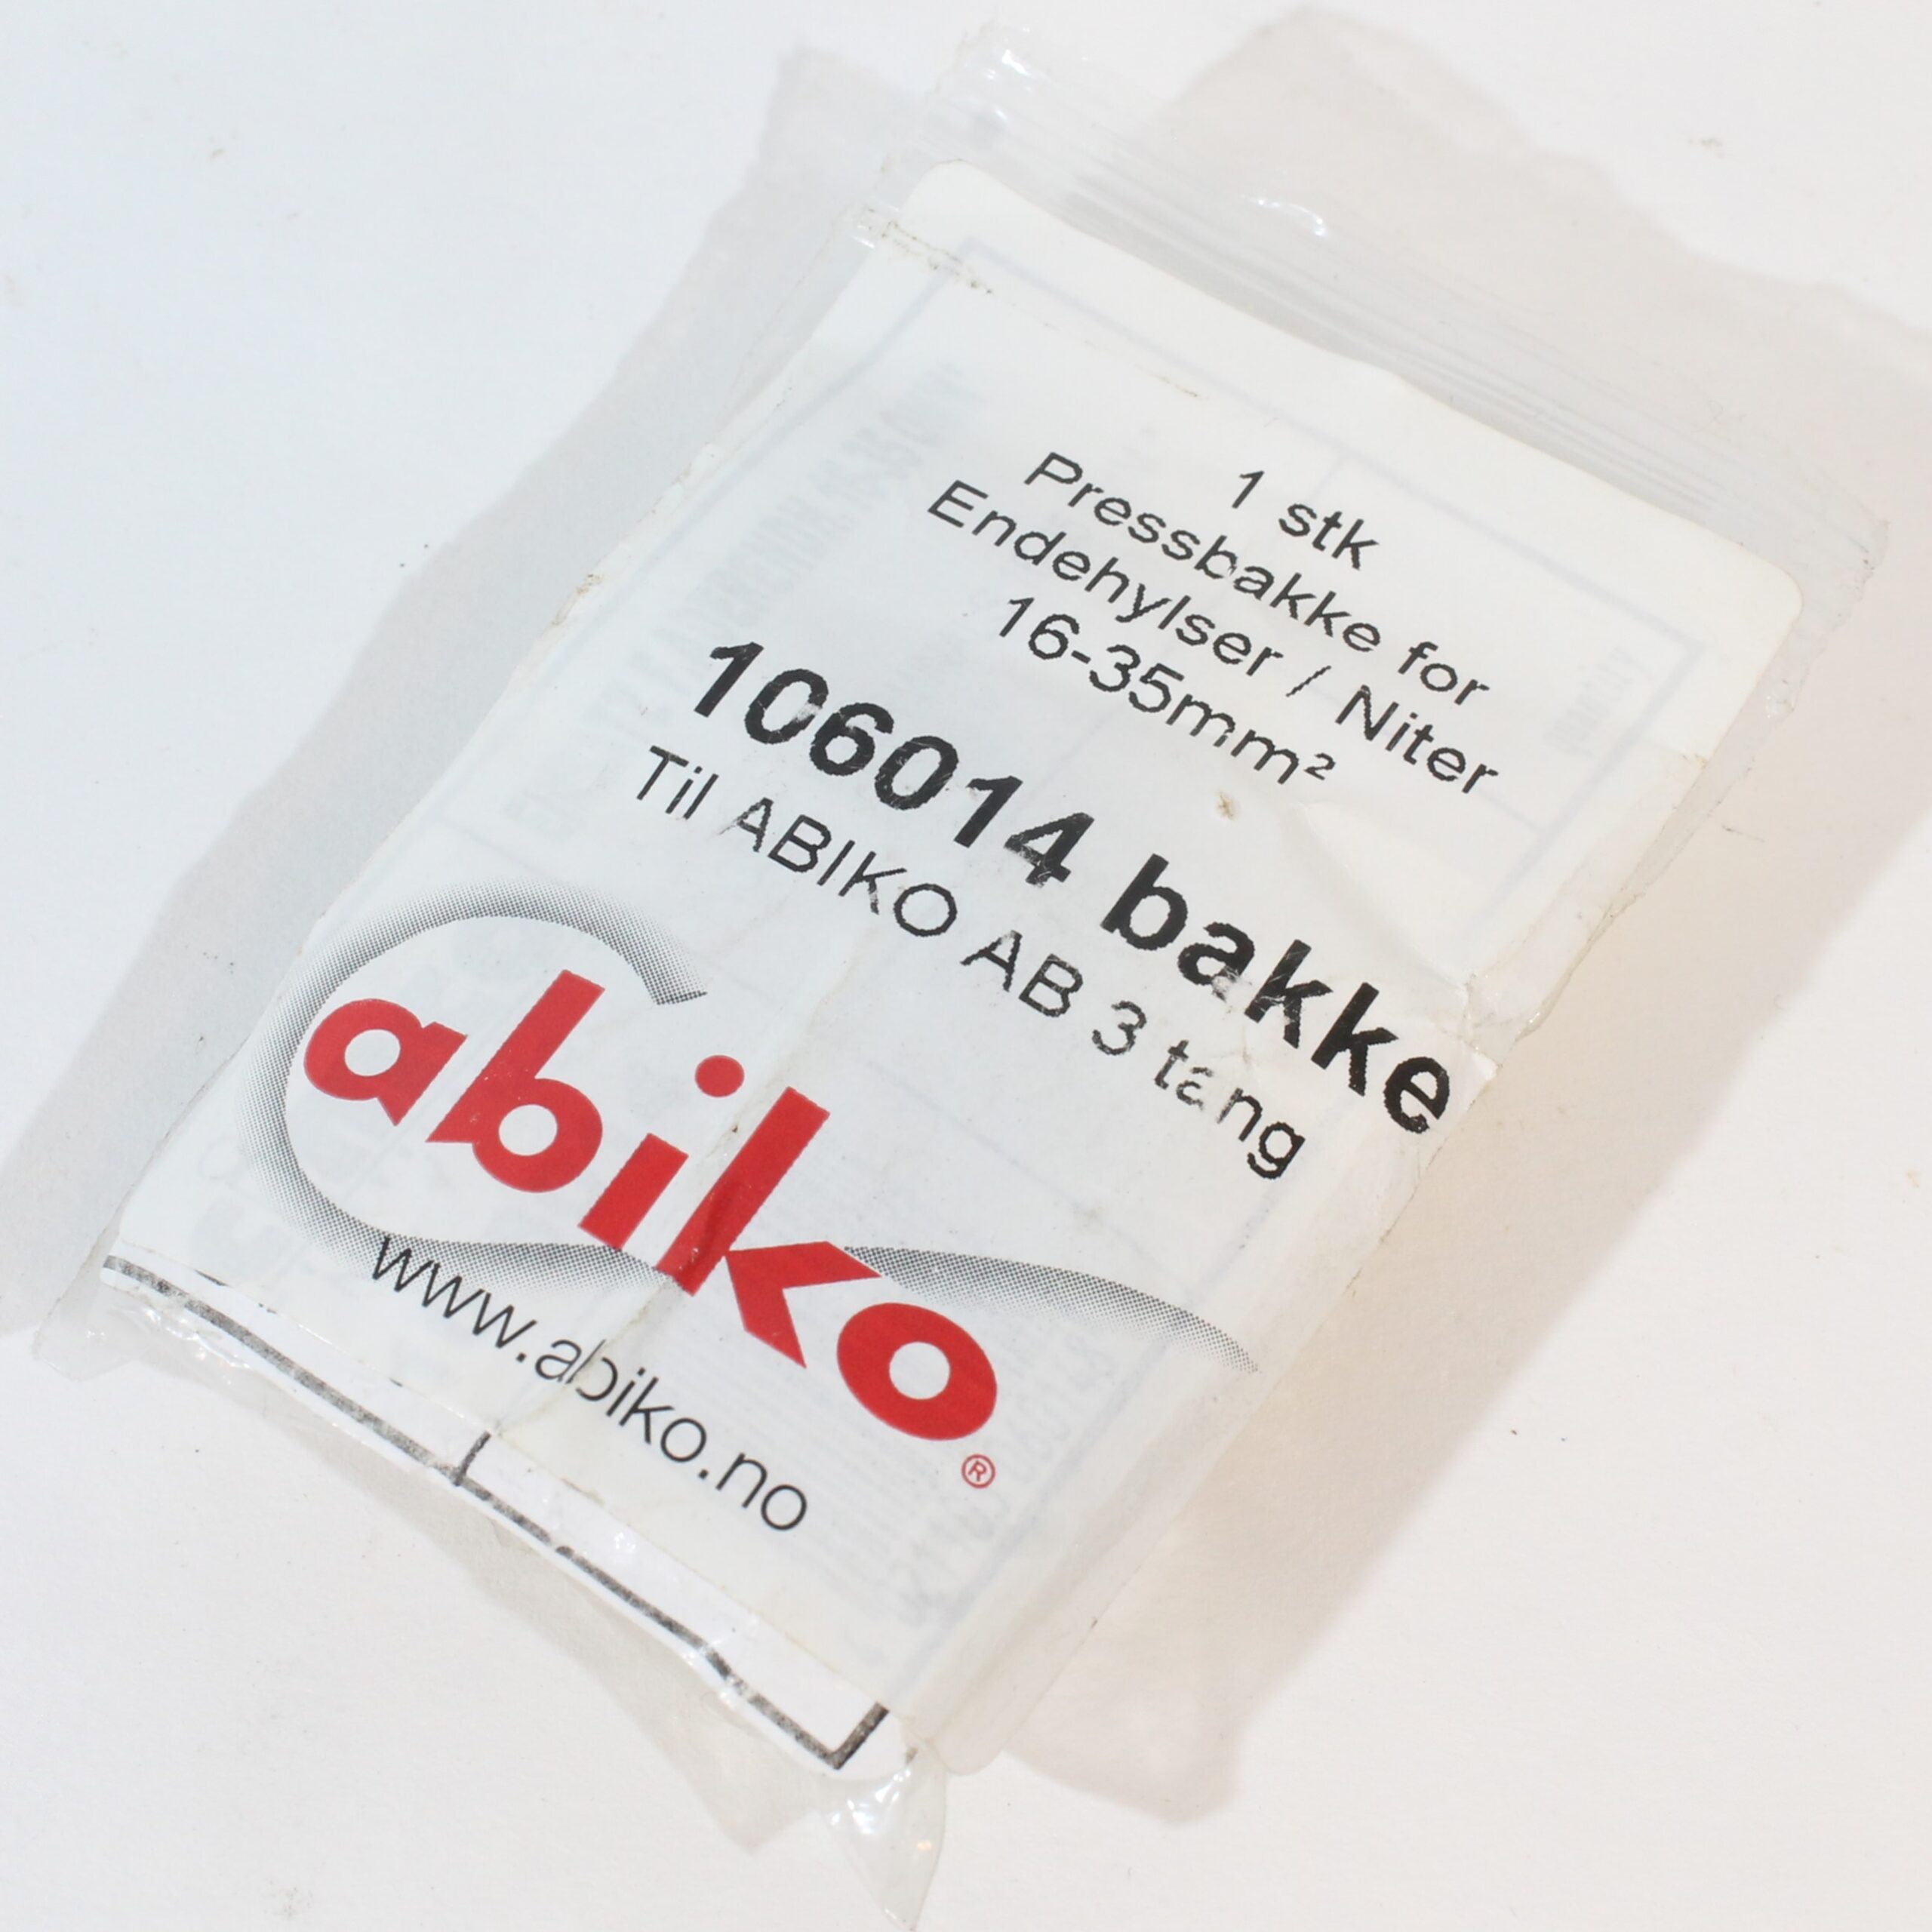 1 stk
Pressbakke for
Endehylser / Niter
16-35mm²
106014 bakke
Til ABIKO AB 3 tang
abiko®
www.abiko.no